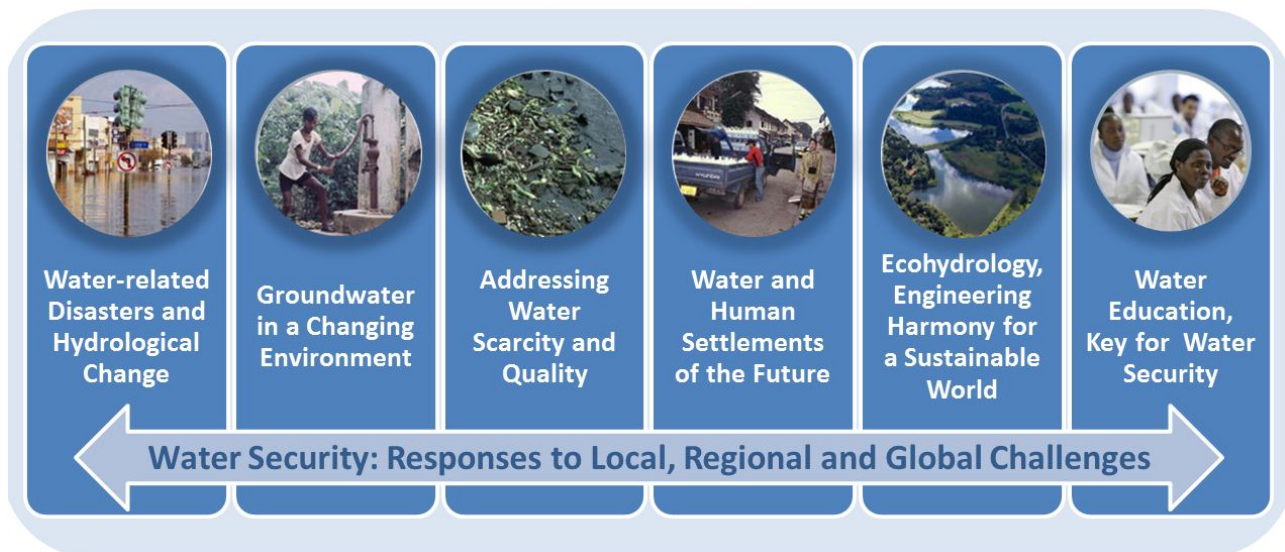 Water-related
Disasters and
Hydrological
Change
Groundwater
in a Changing
Environment
Addressing
Water
Scarcity and
Quality
Water and
Human
Settlements
of the Future
Ecohydrology,
Engineering
Harmony for
a Sustainable
World
Water
Education,
Key for Water
Security
Water Security: Responses to Local, Regional and Global Challenges